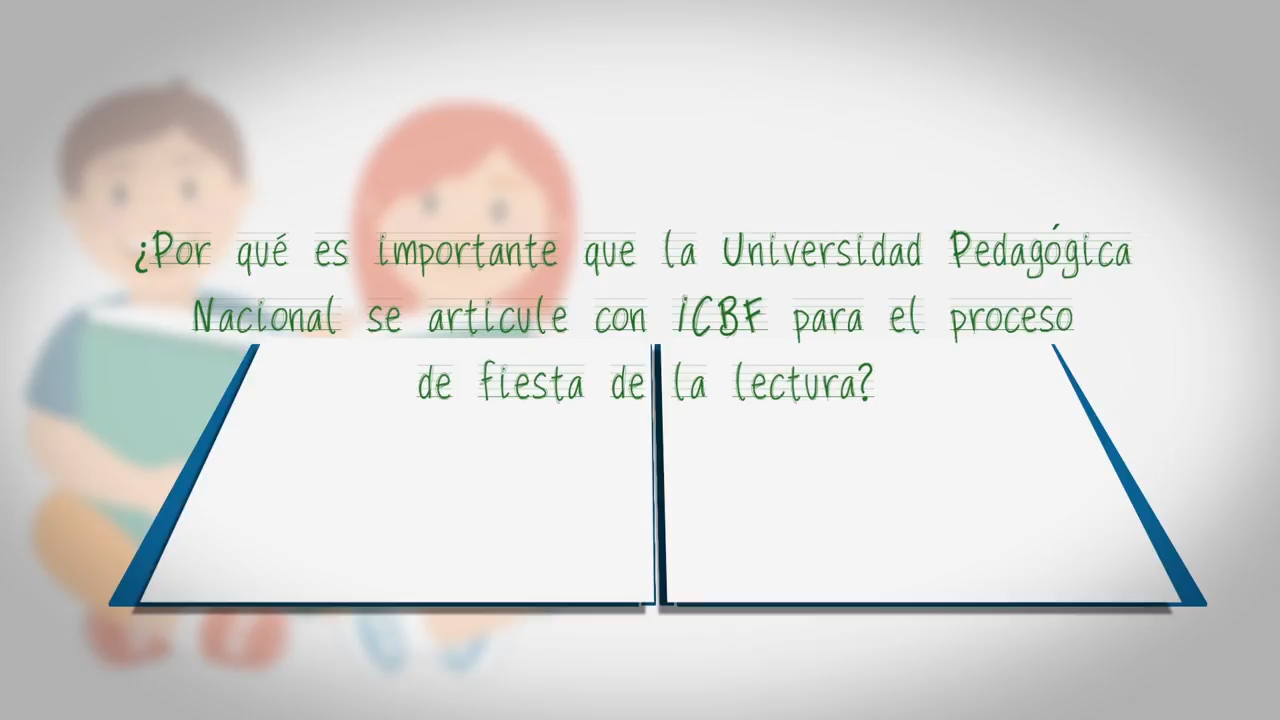 ¿Por qué es importante que la Universidad Pedagógica
Nacional se articule con ICBF para el proceso
de fiesta de la lectura?